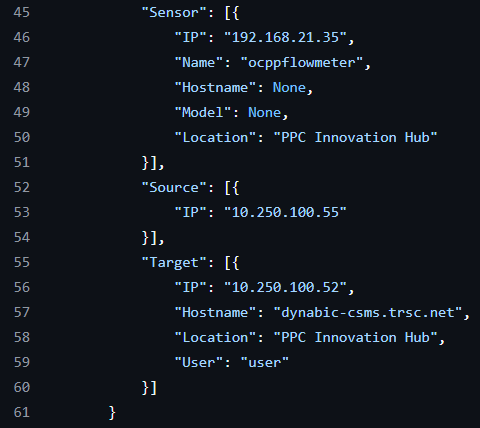 45 "Sensor": [{
46 "IP": "192.168.21.35",
47 "Name": "ocppflowmeter",
48 "Hostname": None,
49 "Model": None,
50 "Location": "PPC Innovation Hub"
51 }],
52 "Source": [{
53 "IP": "10.250.100.55"
54 }],
55 "Target": [{
56 "IP": "10.250.100.52",
57 "Hostname": "dynabic-csms.trsc.net",
58 "Location": "PPC Innovation Hub",
59 "User": "user"
60 }]
61 }